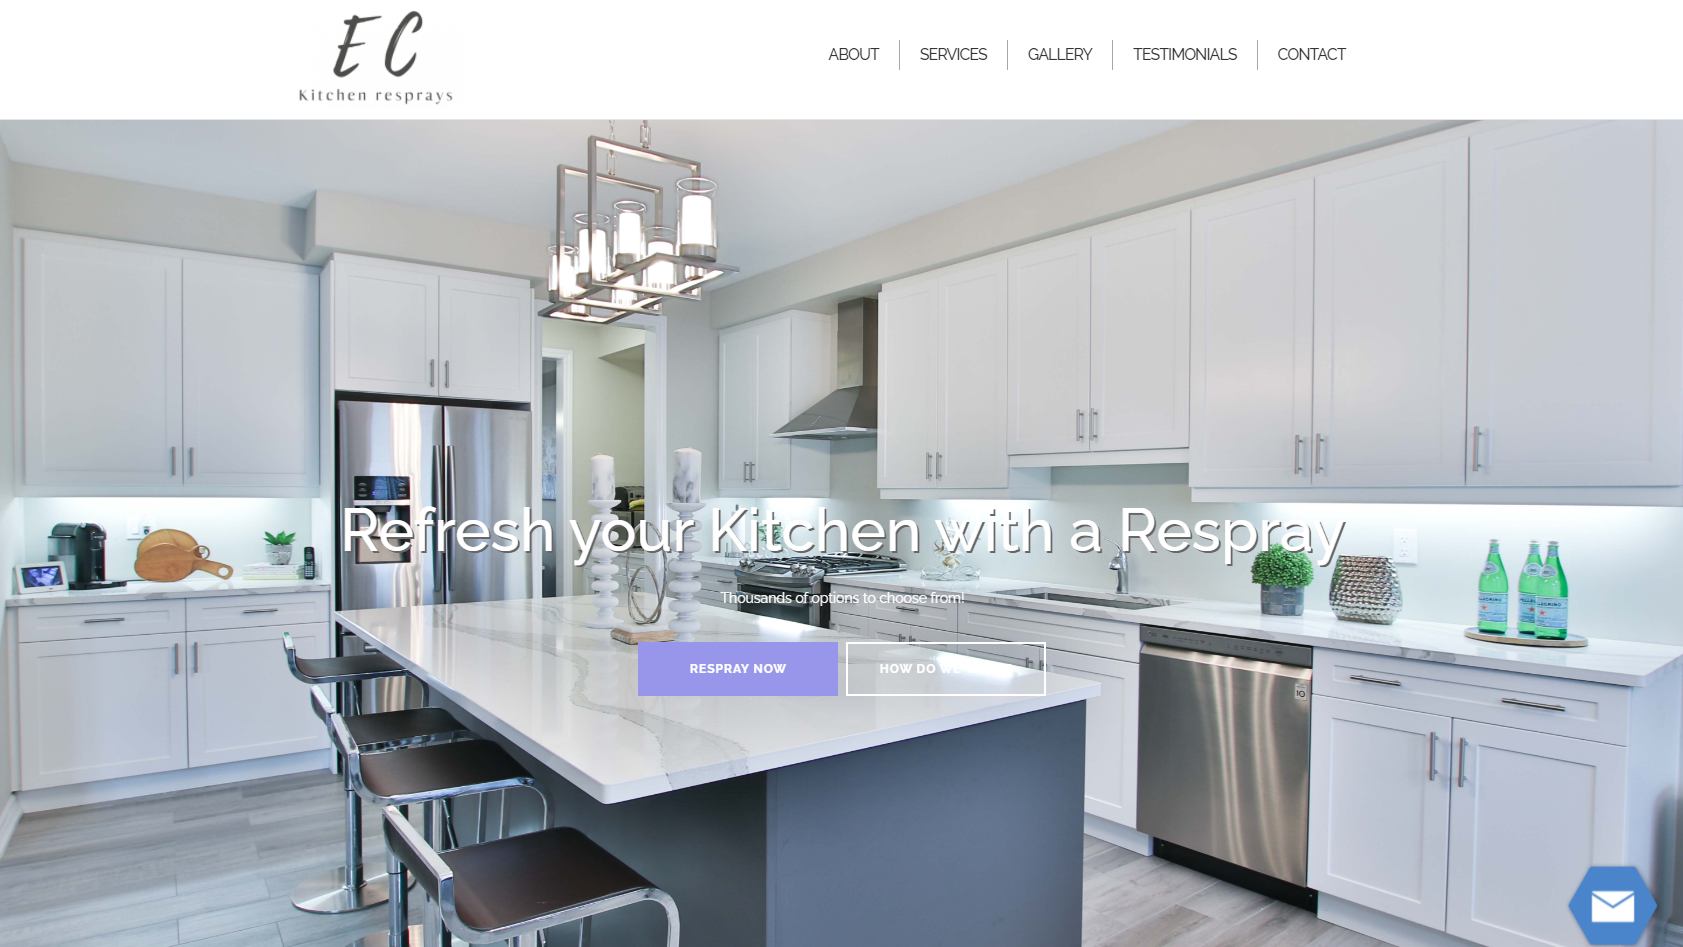 EC
Kitchen resprays
ABOUT
SERVICES
GALLERY
TESTIMONIALS
CONTACT
Refresh your Kitchen with a Respray
Thousands of options to choose from!
RESPRAY NOW
HOW DO WE